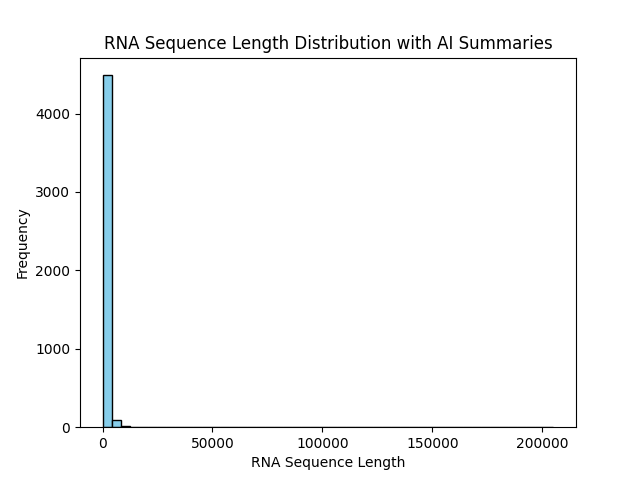 RNA Sequence Length Distribution with AI Summaries
Frequency
4000
3000
2000
1000
0
0 50000 100000 150000 200000
RNA Sequence Length